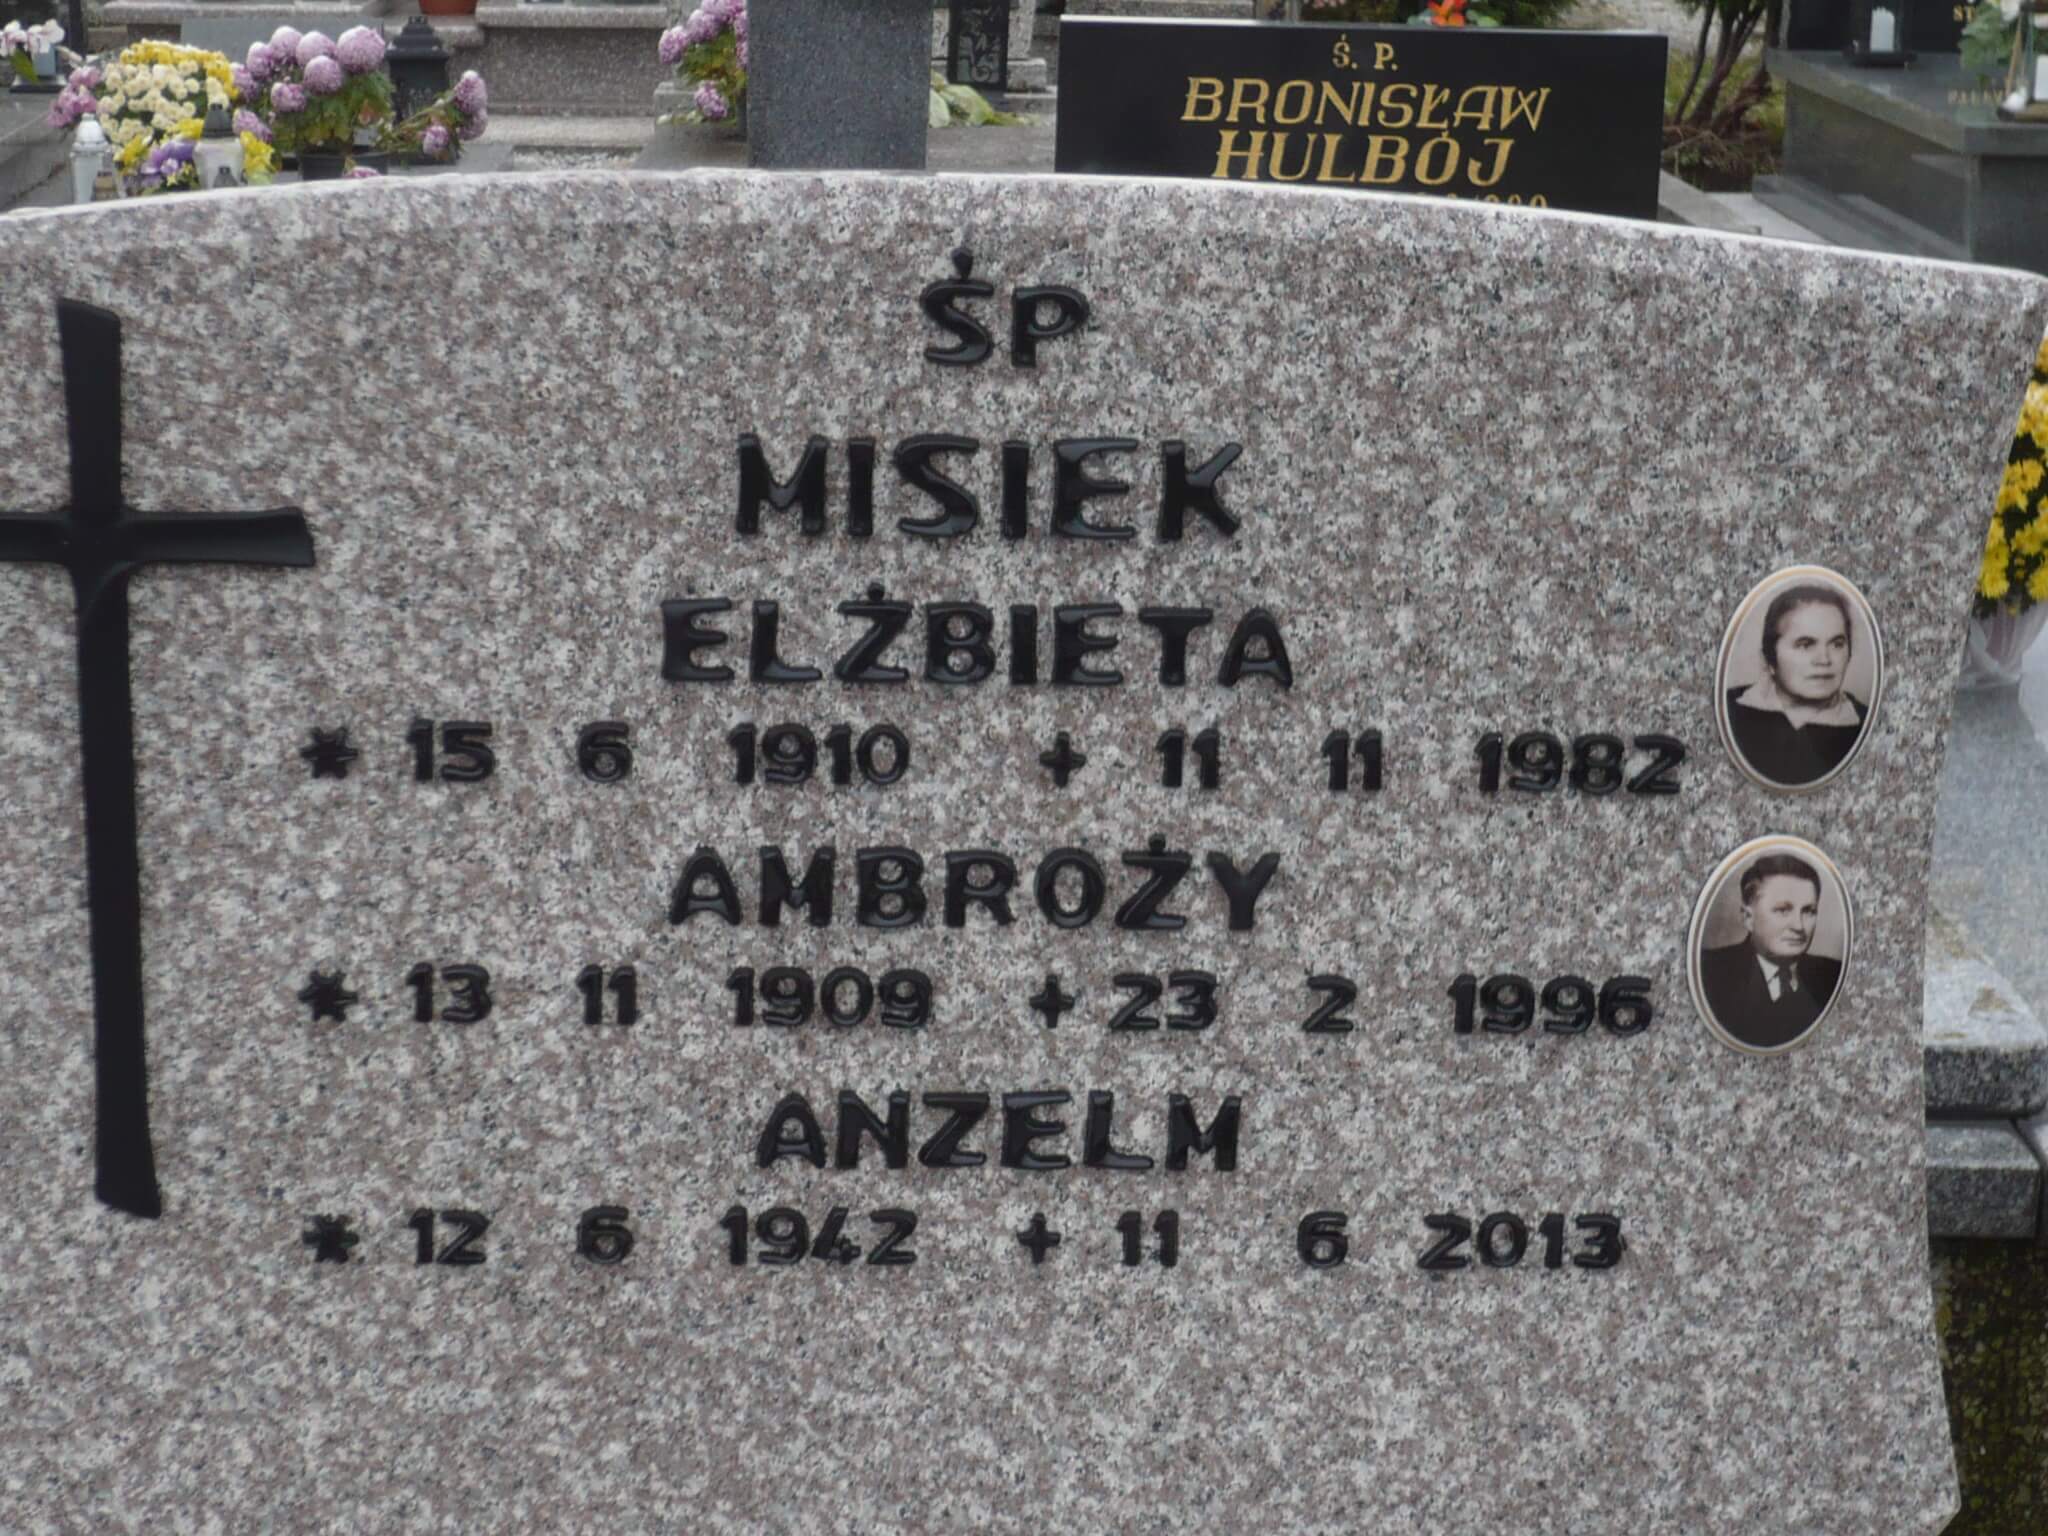 Ś. P.
BRONISŁAW
HULBÓJ
ŚP
MISIEK
ELŻBIETA
* 15 6 1910 + 11 11 1982
AMBROŻY
* 13 11 1909 + 23 2 1996
ANZELM
* 12 6 1942 + 11 6 2013